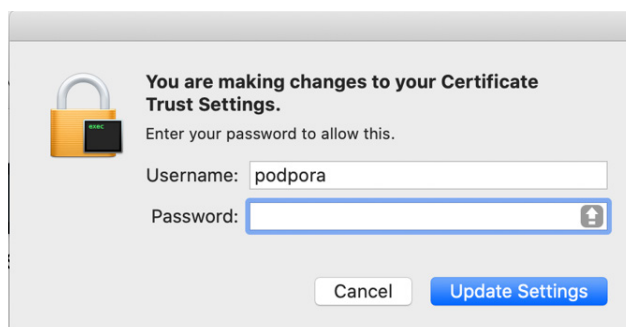 You are making changes to your Certificate
Trust Settings.
exec
Enter your password to allow this.
Username: podpora
Password:
Cancel Update Settings